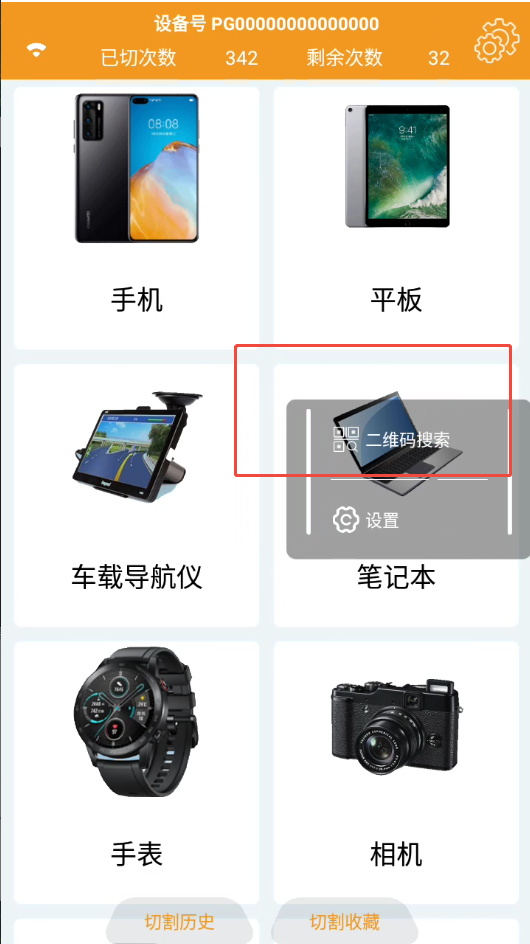 设备号 PG00000000000000
已切次数 342 剩余次数 32
08:08
9:41
手机
平板
二维码搜索
设置
车载导航仪
笔记本
手表
相机
切割历史
切割收藏